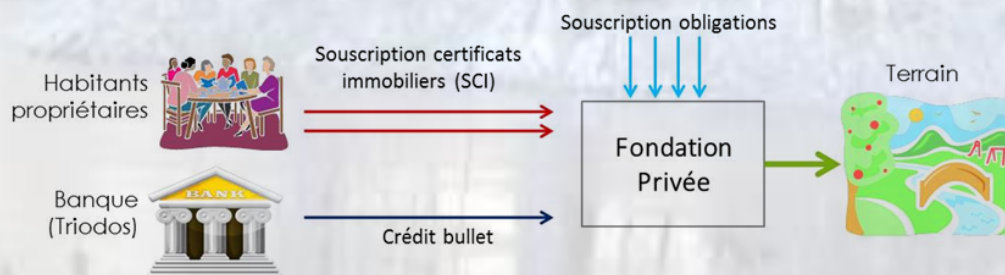 Souscription obligations
Souscription certificats
immobiliers (SCI)
Habitants
propriétaires
Terrain
Fondation
Privée
BANK
Banque
(Triodos)
Crédit bullet